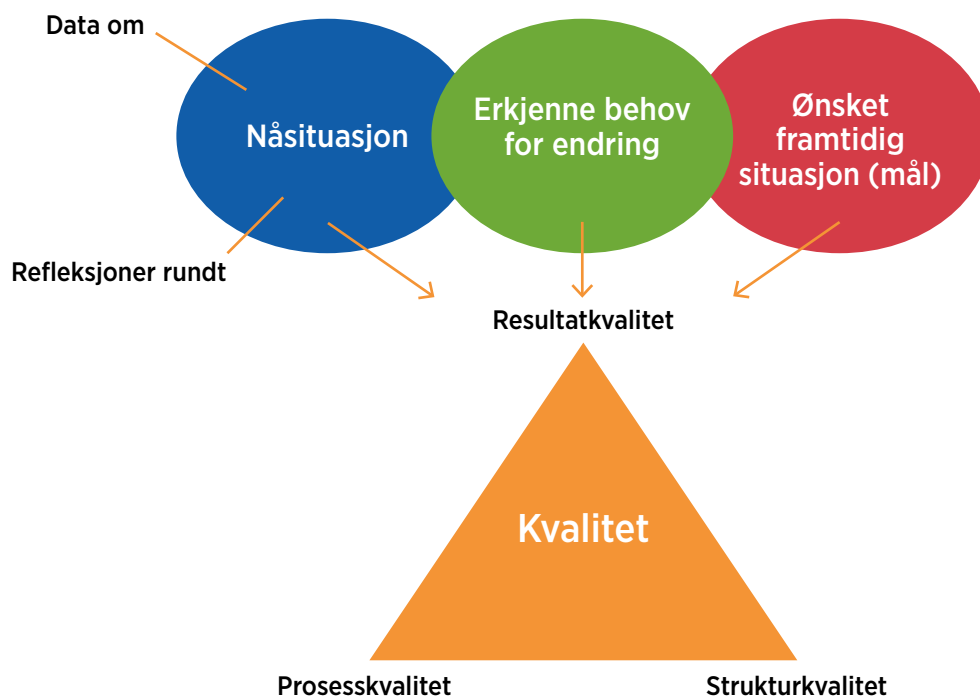 Data om
Nåsituasjon
Erkjenne behov
for endring
Ønsket
framtidig
situasjon (mål)
Refleksjoner rundt
Resultatkvalitet
Kvalitet
Prosesskvalitet
Strukturkvalitet